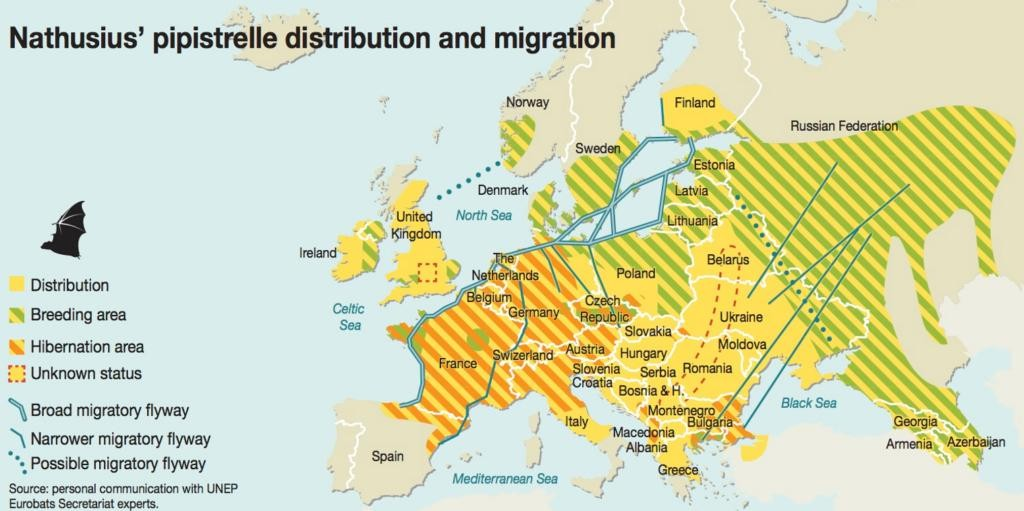 Nathusius' pipistrelle distribution and migration
Norway
Finland
Russian Federation
Sweden
Estonia
Denmark
Latvia
North Sea
United
Kingdom
Lithuania
Ireland
The
Netherlands
Belarus
Poland
Distribution
Belgium
Celtic
Sea
Germany
Czech
Republic
Breeding area
Ukraine
Slovakia
Hibernation area
Moldova
France
Swizerland
Austria
Hungary
Slovenia
Serbia
Romania
Unknown status
Croatia
Bosnia & H.
Black Sea
Broad migratory flyway
Montenegro
Italy
Bulgaria
Georgia
Narrower migratory flyway
Macedonia
Armenia
Azerbaijan
Albania
Spain
Possible migratory flyway
Greece
Mediterranean Sea
Source: personal communication with UNEP
Eurobats Secretariat experts.